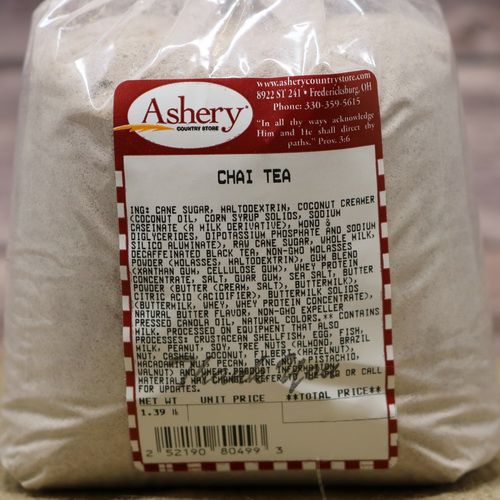 www.asherycountrystore.com
8922 ST 241 • Fredericksburg, OH
Phone: 330-359-5615
"In all thy ways acknowledge
Him and He shall direct thy
paths." Prov. 3:6
Ashery®
COUNTRY STORE
CHAI TEA
ING: CANE SUGAR, MALTODEXTRIN, COCONUT CREAMER
(COCONUT OIL, CORN SYRUP SOLIDS, SODIUM
CASEINATE (A MILK DERIVATIVE), MONO &
DIGLYCERIDES, DIPOTASSIUM PHOSPHATE AND SODIUM
SILICO ALUMINATE), RAW CANE SUGAR, WHOLE MILK,
DECAFFEINATED BLACK TEA, NON-GMO MOLASSES
POWDER (MOLASSES, MALTODEXTRIN), GUM BLEND
(XANTHAN GUM, CELLULOSE GUM), WHEY PROTEIN
CONCENTRATE, SALT, GUAR GUM, SEA SALT, BUTTER
POWDER (BUTTER (CREAM, SALT), BUTTERMILK),
CITRIC ACID (ACIDIFIER), BUTTERMILK SOLIDS
(BUTTERMILK, WHEY, WHEY PROTEIN CONCENTRATE),
NATURAL BUTTER FLAVOR, NON-GMO EXPELLER
PRESSED CANOLA OIL, NATURAL COLORS.** CONTAINS
MILK, PROCESSED ON EQUIPMENT THAT ALSO
PROCESSES: CRUSTACEAN SHELLFISH, EGG, FISH,
MILK, PEANUT, SOY, TREE NUTS (ALMOND, BRAZIL
NUT, CASHEW, COCONUT, FILBERT (HAZELNUT),
MACADAMIA NUT, PECAN, PINE NUT, PISTACHIO,
WALNUT) AND WHEAT. PRODUCT INFORMATION/
MATERIALS MAY CHANGE. REFER TO THE PKG OR CALL
FOR UPDATES.
NET WT UNIT PRICE **TOTAL PRICE**
1.39 lb
2 52190 80499 3